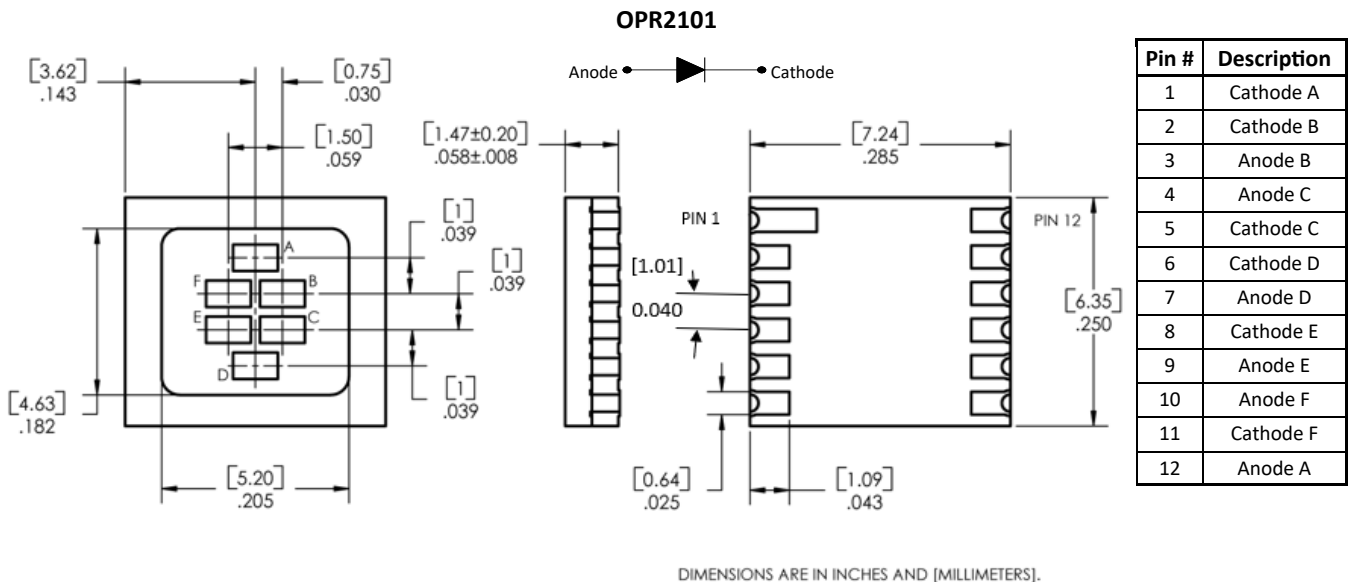 OPR2101
[3.62]
.143
[0.75]
.030
[1.50]
.059
[1]
.039
[1]
.039
[1]
.039
A
F
B
E
C
D
[4.63]
.182
[5.20]
.205
Anode
Cathode
[1.47±0.20]
.058±.008
[7.24]
.285
PIN 1
PIN 12
[1.01]
0.040
[6.35]
.250
[0.64]
.025
[1.09]
.043
Pin # Description
1 Cathode A
2 Cathode B
3 Anode B
4 Anode C
5 Cathode C
6 Cathode D
7 Anode D
8 Cathode E
9 Anode E
10 Anode F
11 Cathode F
12 Anode A
DIMENSIONS ARE IN INCHES AND [MILLIMETERS].